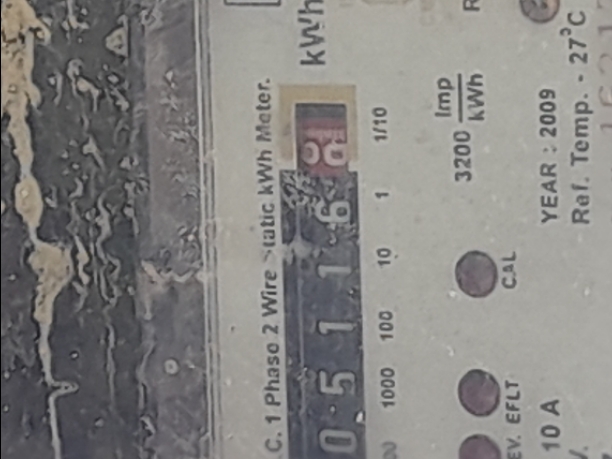 kWh
C. 1 Phase 2 Wire Static kWh Meter.
0 5 1 1 6
1000 100 10 1 1/10
3200 Imp
kWh
CAL
EV. EFLT
YEAR : 2009
10 A
Ref. Temp. - 27°C